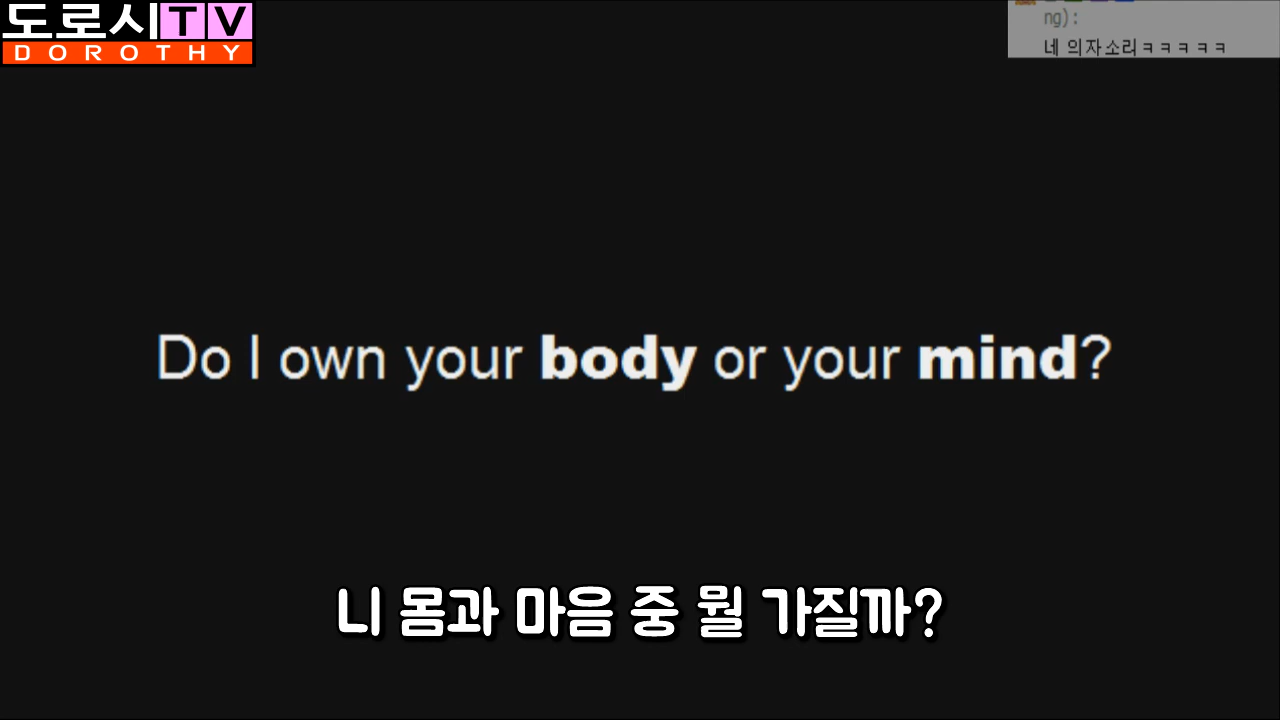 도로시TV
DOROTHY
ng):
네 의자소리ㅋㅋㅋㅋㅋ
Do I own your body or your mind?
니 몸과 마음 중 뭘 가질까?